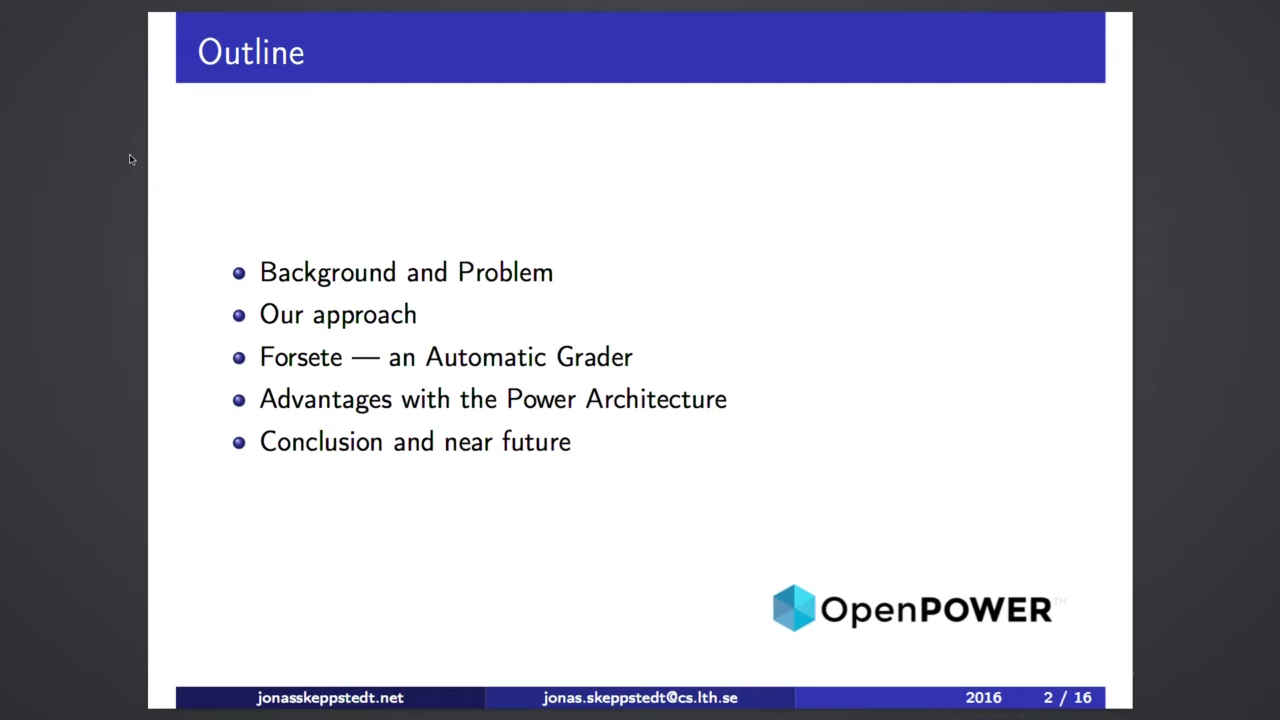 Outline
Background and Problem
Our approach
Forsete — an Automatic Grader
Advantages with the Power Architecture
Conclusion and near future
OpenPOWER™
jonasskeppstedt.net jonas.skeppstedt@cs.lth.se 2016 2 / 16